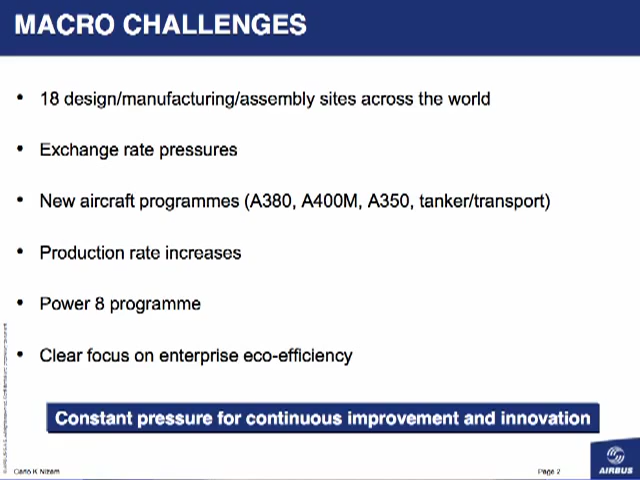 MACRO CHALLENGES
• 18 design/manufacturing/assembly sites across the world
• Exchange rate pressures
• New aircraft programmes (A380, A400M, A350, tanker/transport)
• Production rate increases
• Power 8 programme
• Clear focus on enterprise eco-efficiency
Constant pressure for continuous improvement and innovation
Carlo K Nizam
Page 2
AIRBUS